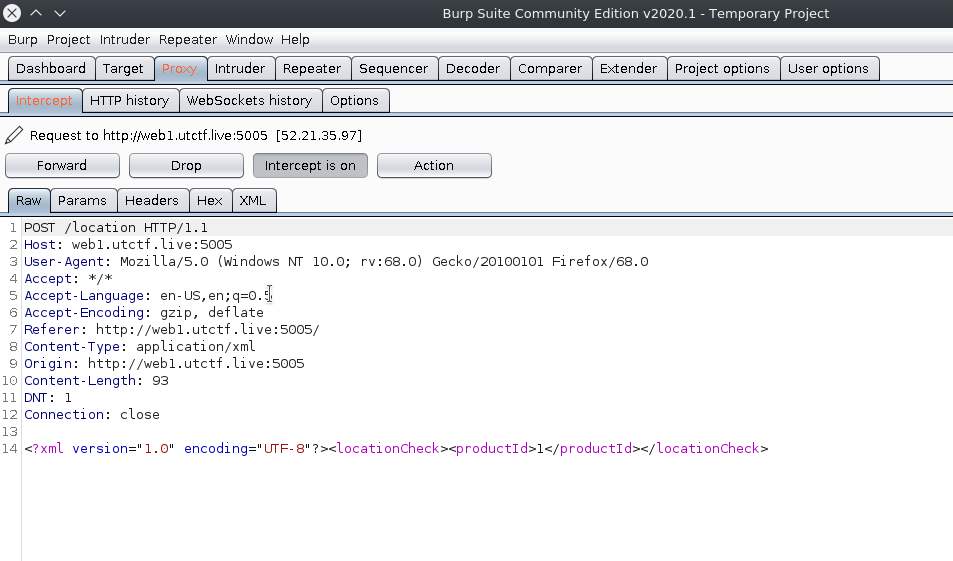 Burp Suite Community Edition v2020.1 - Temporary Project
Burp Project Intruder Repeater Window Help
Dashboard Target Proxy Intruder Repeater Sequencer Decoder Comparer Extender Project options User options
Intercept HTTP history WebSockets history Options
Request to http://web1.utctf.live:5005 [52.21.35.97]
Forward Drop Intercept is on Action
Raw Params Headers Hex XML
1 POST /location HTTP/1.1
2 Host: web1.utctf.live:5005
3 User-Agent: Mozilla/5.0 (Windows NT 10.0; rv:68.0) Gecko/20100101 Firefox/68.0
4 Accept: */*
5 Accept-Language: en-US,en;q=0.5
6 Accept-Encoding: gzip, deflate
7 Referer: http://web1.utctf.live:5005/
8 Content-Type: application/xml
9 Origin: http://web1.utctf.live:5005
10 Content-Length: 93
11 DNT: 1
12 Connection: close
13
14 <?xml version="1.0" encoding="UTF-8"?><locationCheck><productId>1</productId></locationCheck>